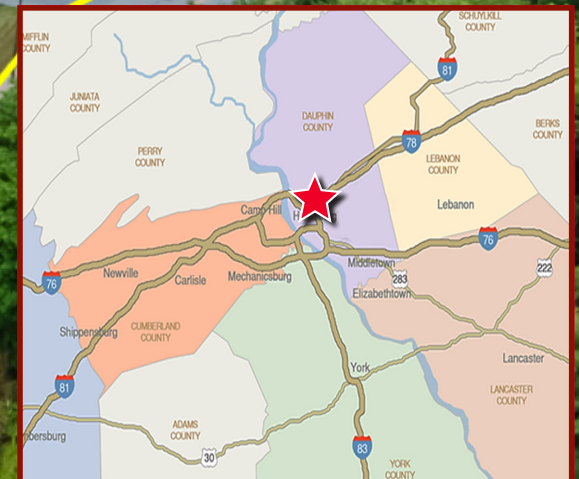 SCHUYLKILL
COUNTY
MIFFLIN
COUNTY
81
JUNIATA
COUNTY
DAUPHIN
COUNTY
BERKS
COUNTY
78
PERRY
COUNTY
LEBANON
COUNTY
Lebanon
Camp Hill
76
Middletown
222
Newville
Carlisle
Mechanicsburg
283
76
Elizabethtown
Shippensburg
CUMBERLAND
COUNTY
Lancaster
York
81
LANCASTER
COUNTY
ADAMS
COUNTY
bersburg
83
30
YORK
COUNTY